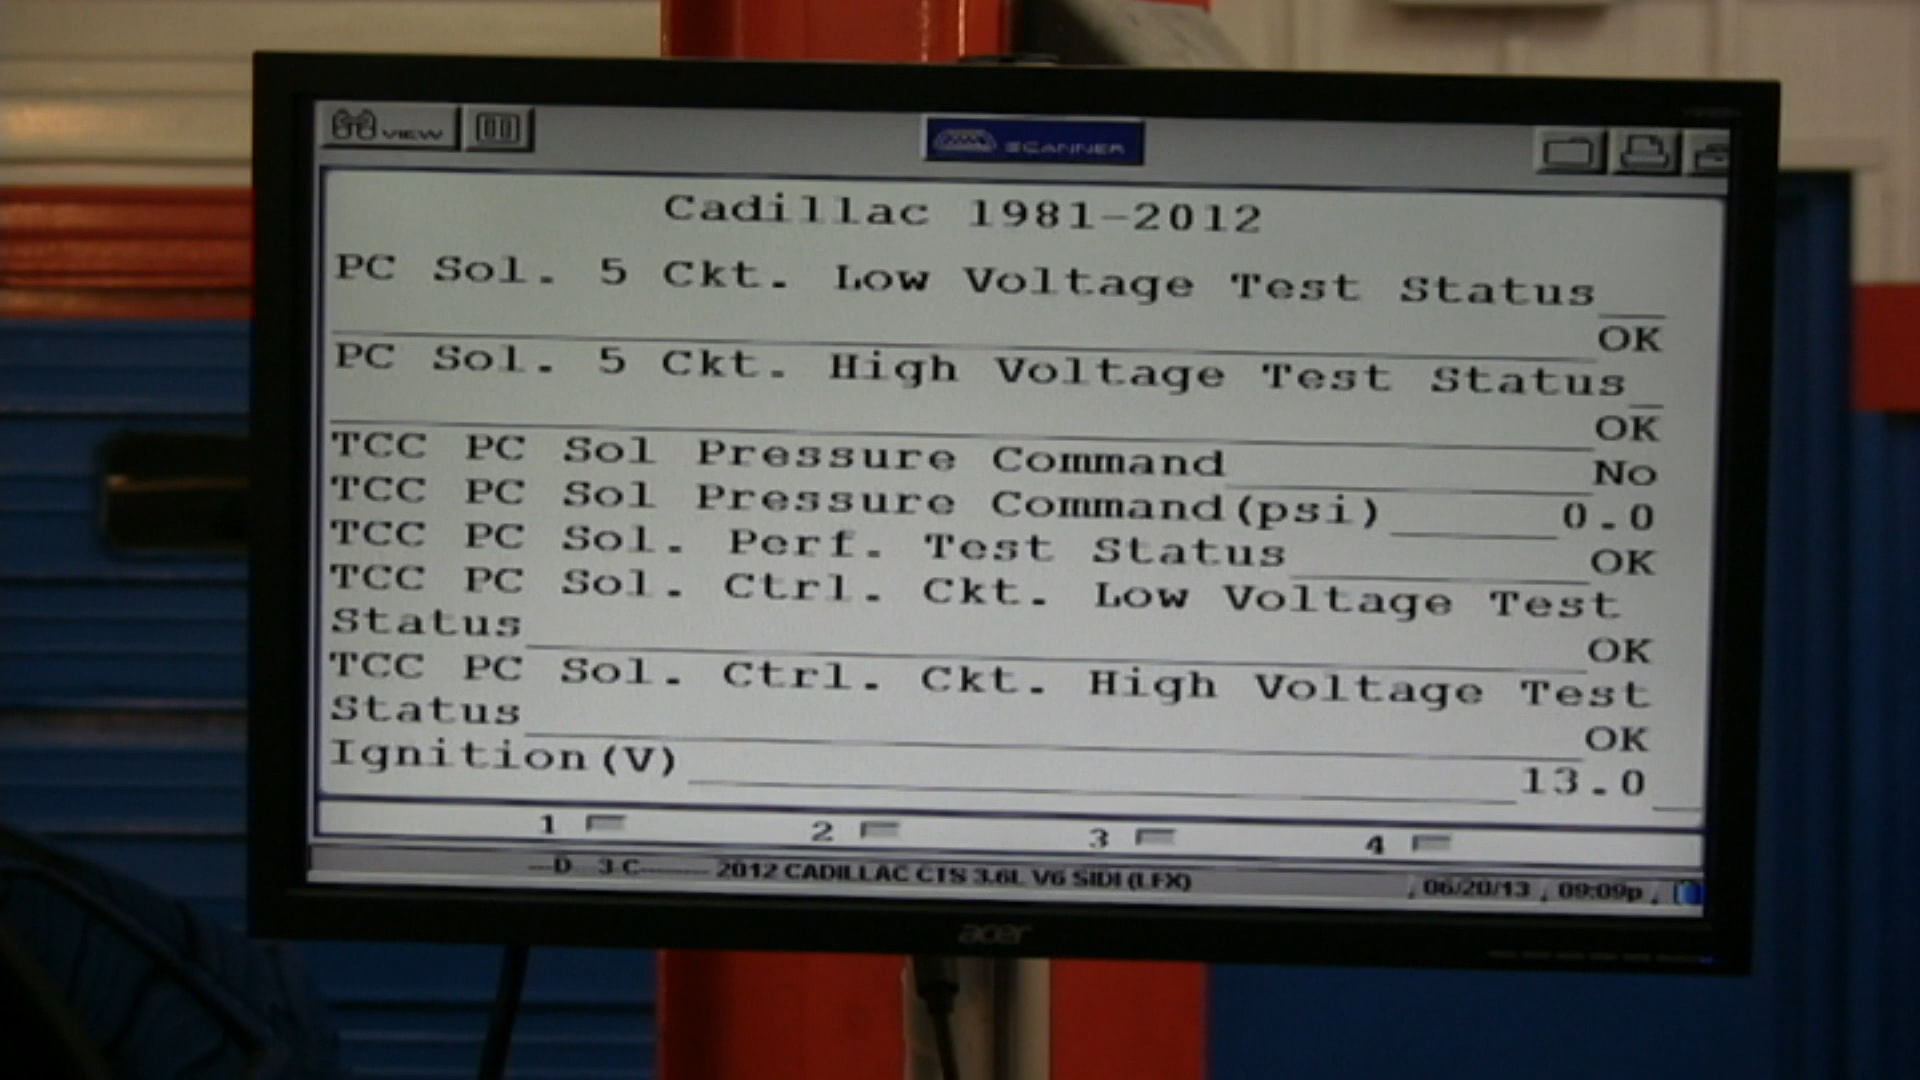 VIEW
SCANNER
Cadillac 1981-2012
PC Sol. 5 Ckt. Low Voltage Test Status__
OK
PC Sol. 5 Ckt. High Voltage Test Status_
OK
TCC PC Sol Pressure Command No
TCC PC Sol Pressure Command(psi) 0.0
TCC PC Sol. Perf. Test Status OK
TCC PC Sol. Ctrl. Ckt. Low Voltage Test
Status OK
TCC PC Sol. Ctrl. Ckt. High Voltage Test
Status OK
Ignition(V) 13.0
1 2 3 4
---D 3 C-------- 2012 CADILLAC CTS 3.6L V6 SIDI (LFX) , 06/20/13 , 09:09p ,
acer